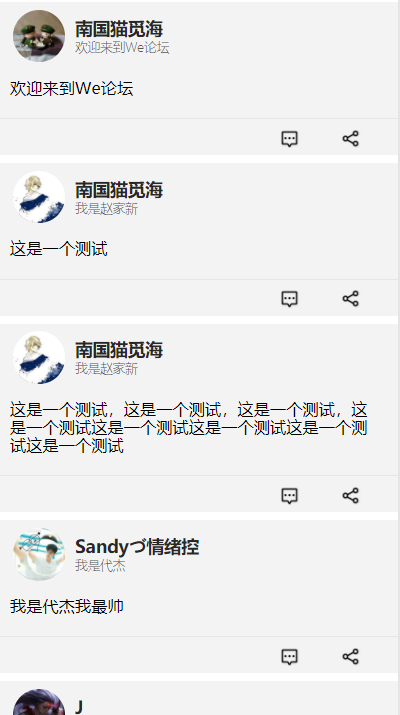 南国猫觅海
欢迎来到We论坛
欢迎来到We论坛
南国猫觅海
我是赵家新
这是一个测试
南国猫觅海
我是赵家新
这是一个测试，这是一个测试，这是一个测试，这
是一个测试这是一个测试这是一个测试这是一个测
试这是一个测试
Sandyづ情绪控
我是代杰
我是代杰我最帅
J